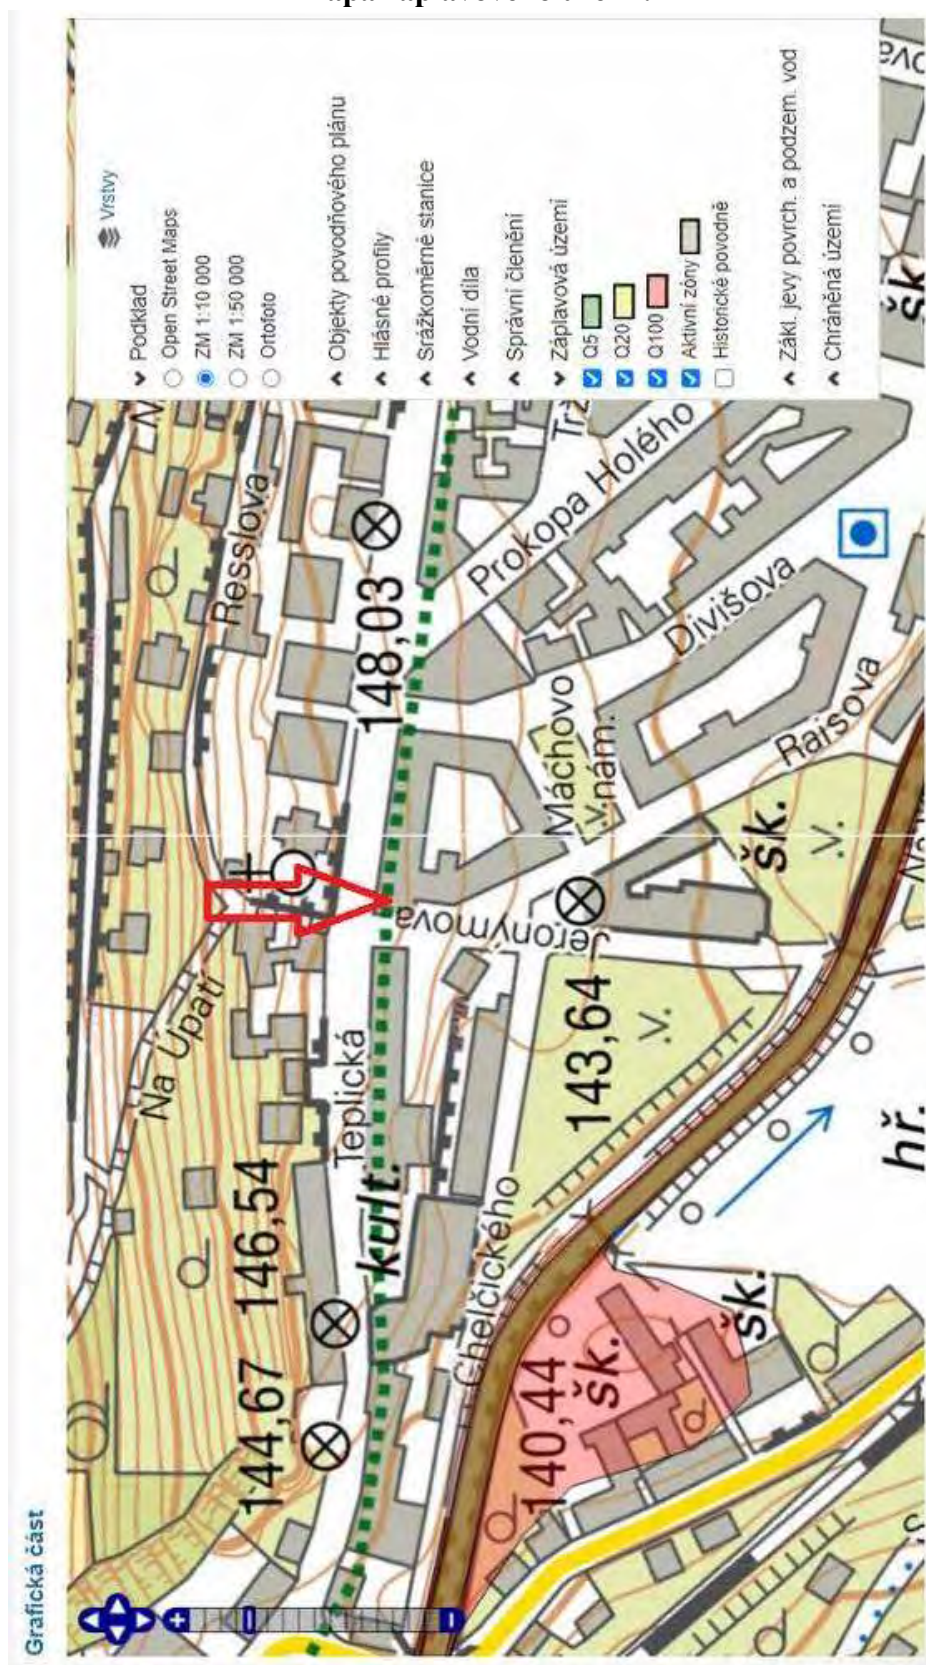 Grafická část
Vrstvy
Podklad
Open Street Maps
ZM 1:10 000
ZM 1:50 000
Ortofoto
Objekty povodňového plánu
Hlásné profily
Srážkoměrné stanice
Vodní díla
Správní členění
Záplavová území
Q5
Q20
Q100
Aktivní zóny
Historické povodně
Zákl. jevy povrch. a podzem. vod
Chráněná území
Na Úpatí
Resslova
144,67
146,54
148,03
Teplická
kult.
Jeronymova
Prokopa Holého
Chelčického
Máchovo
nám.
Divišova
Raisova
143,64
140,44
šk.
šk.
šk.
šk.
hř.